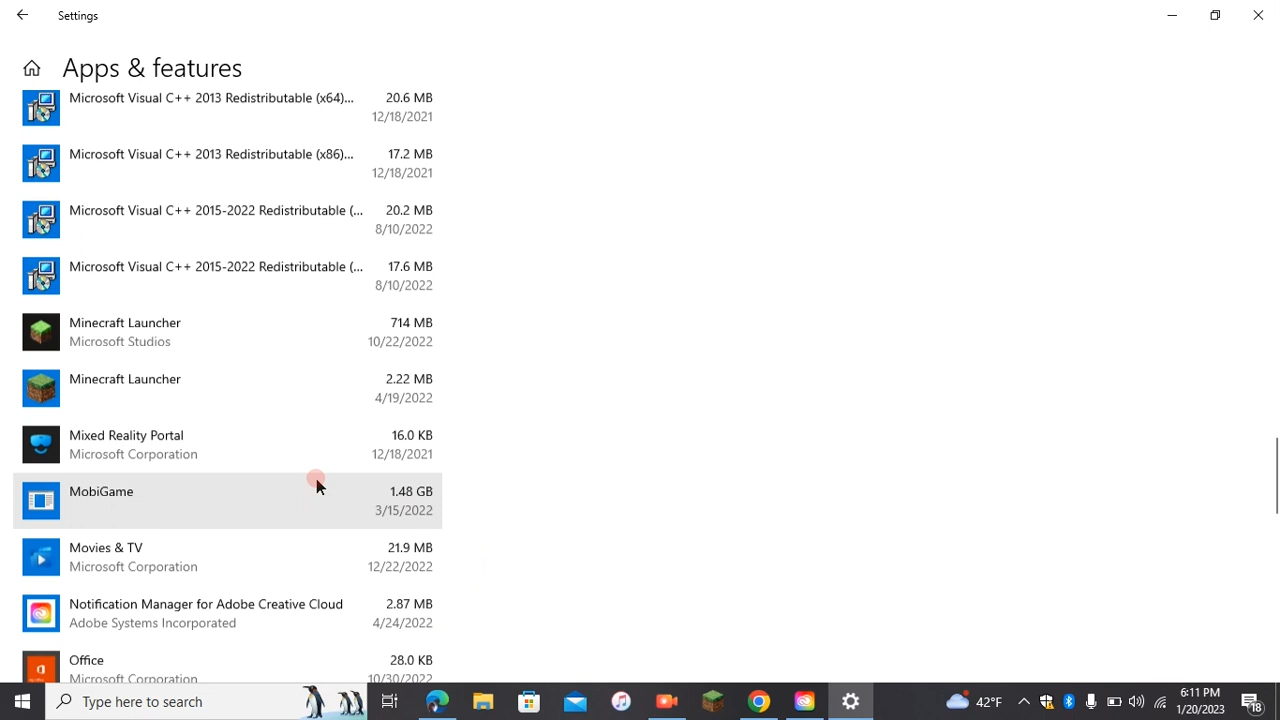 Settings
Apps & features
Microsoft Visual C++ 2013 Redistributable (x64)... 20.6 MB
12/18/2021
Microsoft Visual C++ 2013 Redistributable (x86)... 17.2 MB
12/18/2021
Microsoft Visual C++ 2015-2022 Redistributable (... 20.2 MB
8/10/2022
Microsoft Visual C++ 2015-2022 Redistributable (... 17.6 MB
8/10/2022
Minecraft Launcher 714 MB
Microsoft Studios 10/22/2022
Minecraft Launcher 2.22 MB
4/19/2022
Mixed Reality Portal 16.0 KB
Microsoft Corporation 12/18/2021
MobiGame 1.48 GB
3/15/2022
Movies & TV 21.9 MB
Microsoft Corporation 12/22/2022
Notification Manager for Adobe Creative Cloud 2.87 MB
Adobe Systems Incorporated 4/24/2022
Office 28.0 KB
Microsoft Corporation 10/30/2022
Type here to search
42°F
6:11 PM
1/20/2023
18